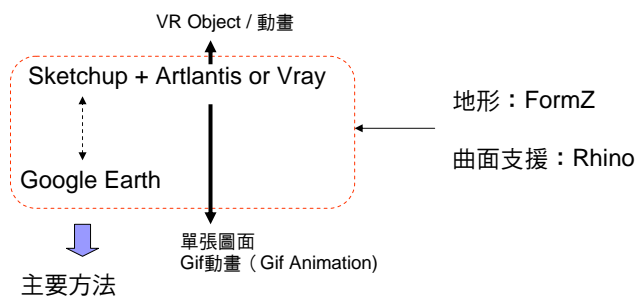 VR Object / 動畫
Sketchup + Artlantis or Vray
地形：FormZ
曲面支援：Rhino
Google Earth
單張圖面
Gif動畫（Gif Animation)
主要方法